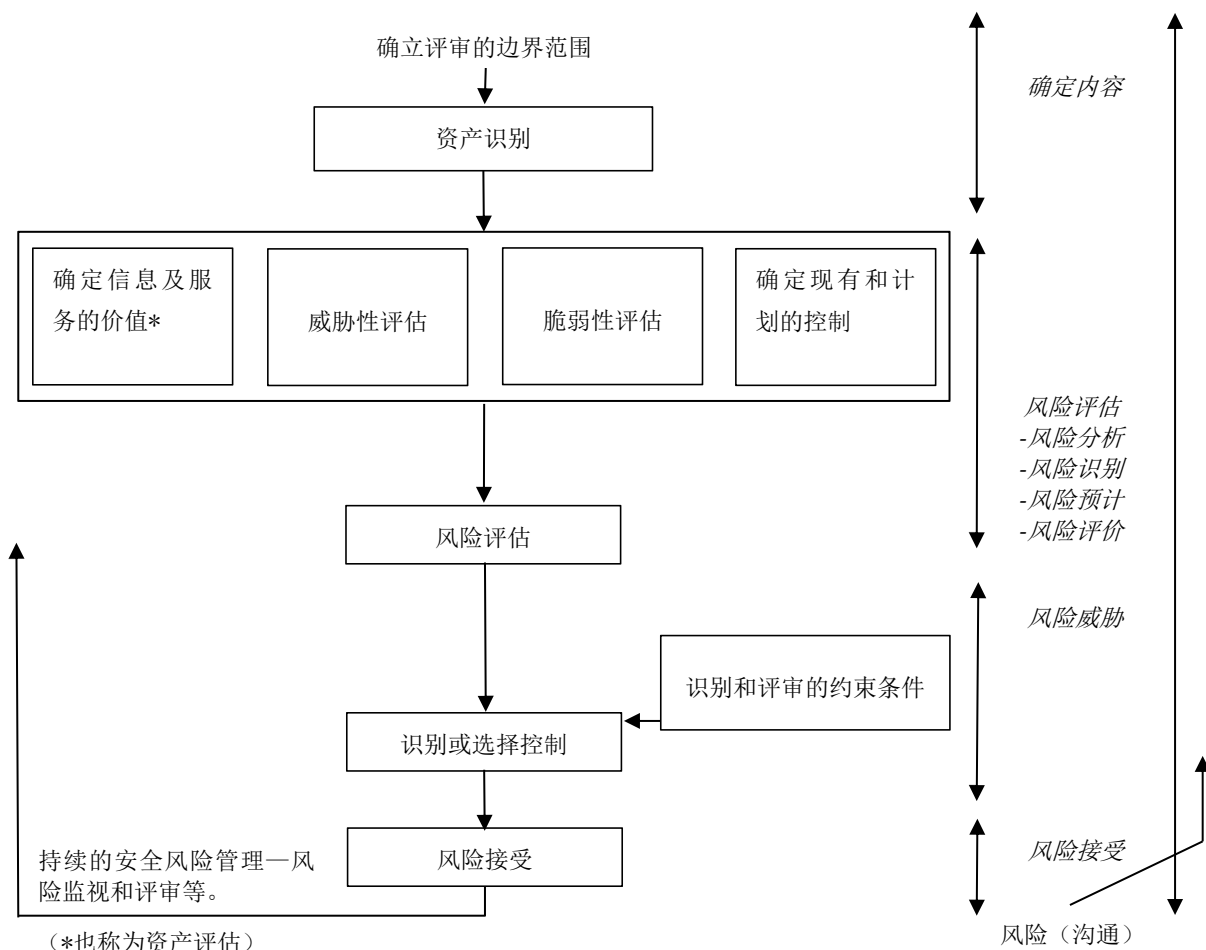 确立评审的边界范围
确定内容
资产识别
确定信息及服
务的价值*
威胁性评估
脆弱性评估
确定现有和计
划的控制
风险评估
-风险分析
-风险识别
-风险预计
-风险评价
风险评估
风险威胁
识别和评审的约束条件
识别或选择控制
风险接受
风险接受
持续的安全风险管理—风
险监视和评审等。
(*也称为资产评估)
风险（沟通）